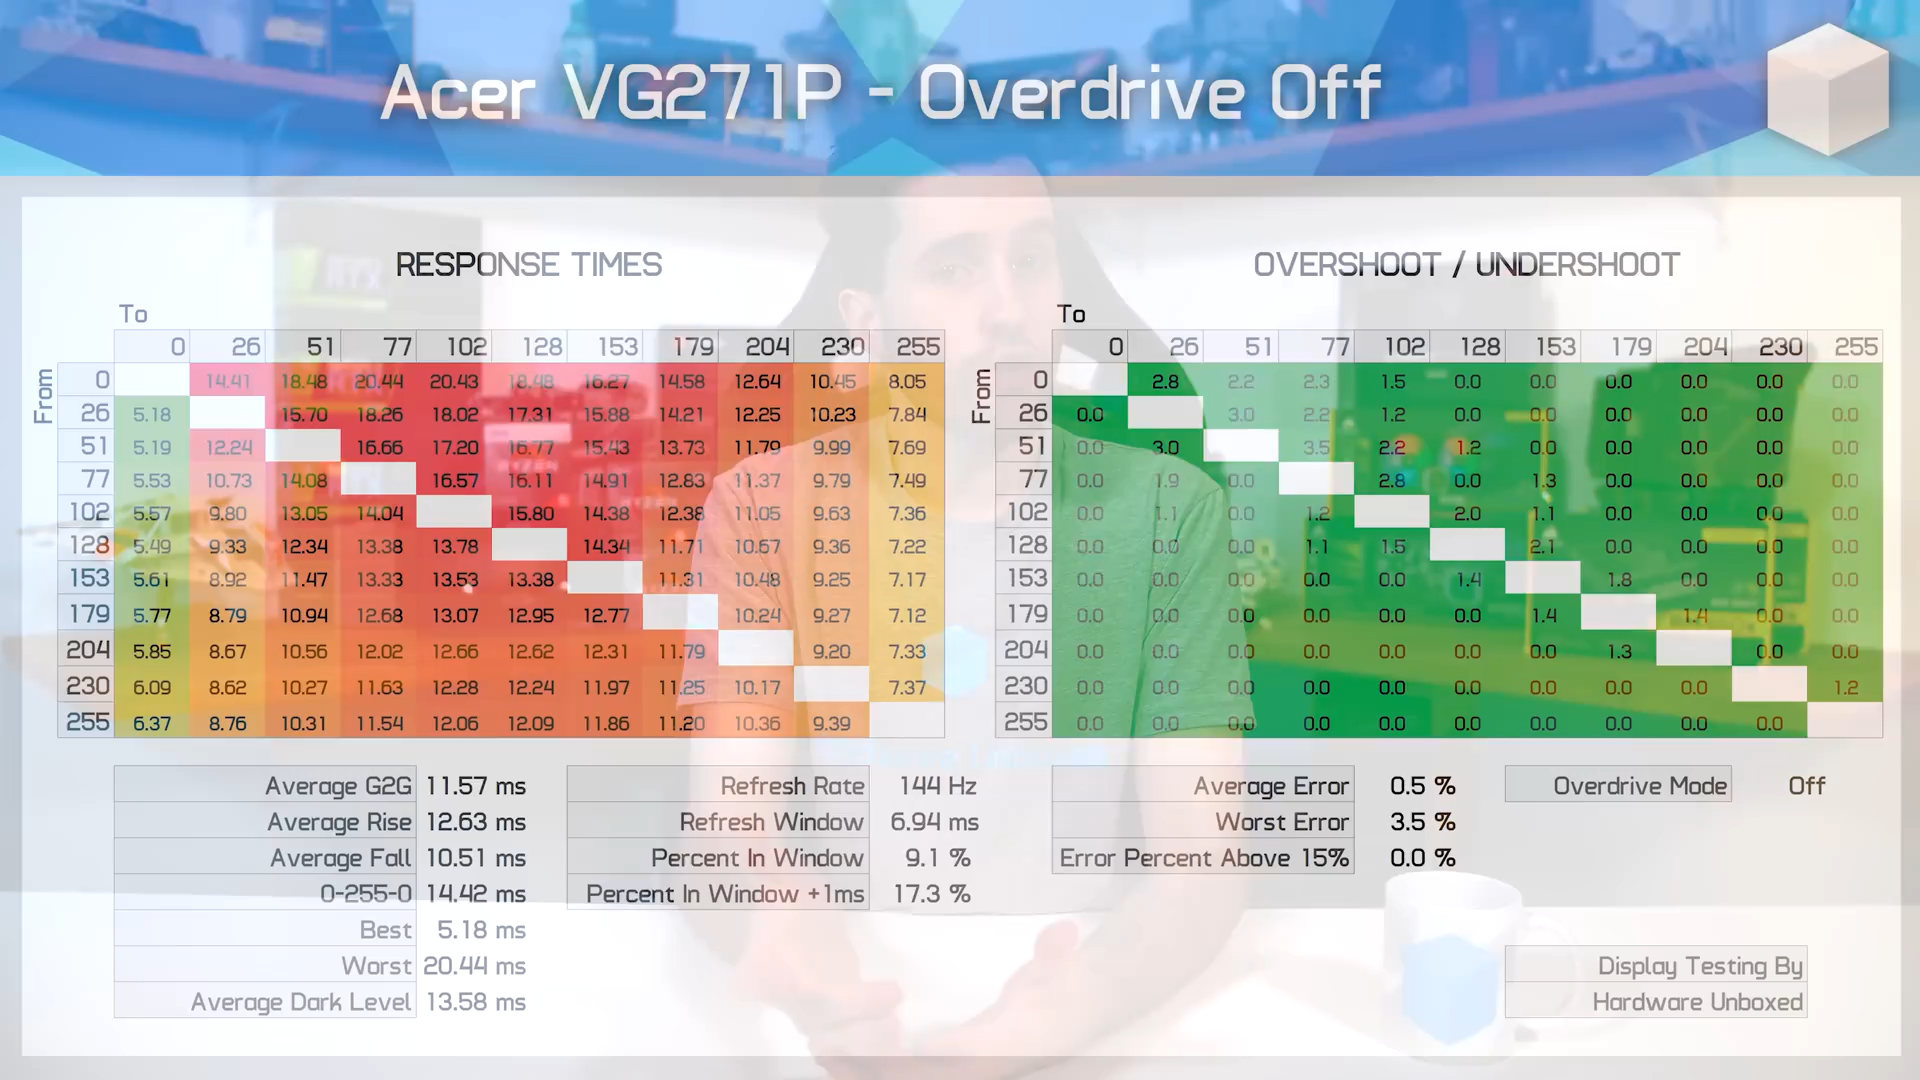 Acer VG271P - Overdrive Off
RESPONSE TIMES
To
0 26 51 77 102 128 153 179 204 230 255
From
0 14.41 18.48 20.44 20.43 18.48 16.27 14.58 12.64 10.45 8.05
26 5.18 15.70 18.26 18.02 17.31 15.88 14.21 12.25 10.23 7.84
51 5.19 12.24 16.66 17.20 16.77 15.43 13.73 11.79 9.99 7.69
77 5.53 10.73 14.08 16.57 16.11 14.91 12.83 11.37 9.79 7.49
102 5.57 9.80 13.05 14.04 15.80 14.38 12.38 11.05 9.63 7.36
128 5.49 9.33 12.34 13.38 13.78 14.34 11.71 10.67 9.36 7.22
153 5.61 8.92 11.47 13.33 13.53 13.38 11.31 10.48 9.25 7.17
179 5.77 8.79 10.94 12.68 13.07 12.95 12.77 10.24 9.27 7.12
204 5.85 8.67 10.56 12.02 12.66 12.62 12.31 11.79 9.20 7.33
230 6.09 8.62 10.27 11.63 12.28 12.24 11.97 11.25 10.17 7.37
255 6.37 8.76 10.31 11.54 12.06 12.09 11.86 11.20 10.36 9.39
OVERSHOOT / UNDERSHOOT
To
0 26 51 77 102 128 153 179 204 230 255
From
0 2.8 2.2 2.3 1.5 0.0 0.0 0.0 0.0 0.0 0.0
26 0.0 3.0 2.2 1.2 0.0 0.0 0.0 0.0 0.0 0.0
51 0.0 3.0 3.5 2.2 1.2 0.0 0.0 0.0 0.0 0.0
77 0.0 1.9 0.0 2.8 0.0 1.3 0.0 0.0 0.0 0.0
102 0.0 1.1 0.0 1.2 2.0 1.1 0.0 0.0 0.0 0.0
128 0.0 0.0 0.0 1.1 1.5 2.1 0.0 0.0 0.0 0.0
153 0.0 0.0 0.0 0.0 0.0 1.4 1.8 0.0 0.0 0.0
179 0.0 0.0 0.0 0.0 0.0 0.0 1.4 1.4 0.0 0.0
204 0.0 0.0 0.0 0.0 0.0 0.0 0.0 1.3 0.0 0.0
230 0.0 0.0 0.0 0.0 0.0 0.0 0.0 0.0 0.0 1.2
255 0.0 0.0 0.0 0.0 0.0 0.0 0.0 0.0 0.0 0.0
Average G2G 11.57 ms
Average Rise 12.63 ms
Average Fall 10.51 ms
0-255-0 14.42 ms
Best 5.18 ms
Worst 20.44 ms
Average Dark Level 13.58 ms
Refresh Rate 144 Hz
Refresh Window 6.94 ms
Percent In Window 9.1 %
Percent In Window +1ms 17.3 %
Average Error 0.5 %
Worst Error 3.5 %
Error Percent Above 15% 0.0 %
Overdrive Mode Off
Display Testing By
Hardware Unboxed